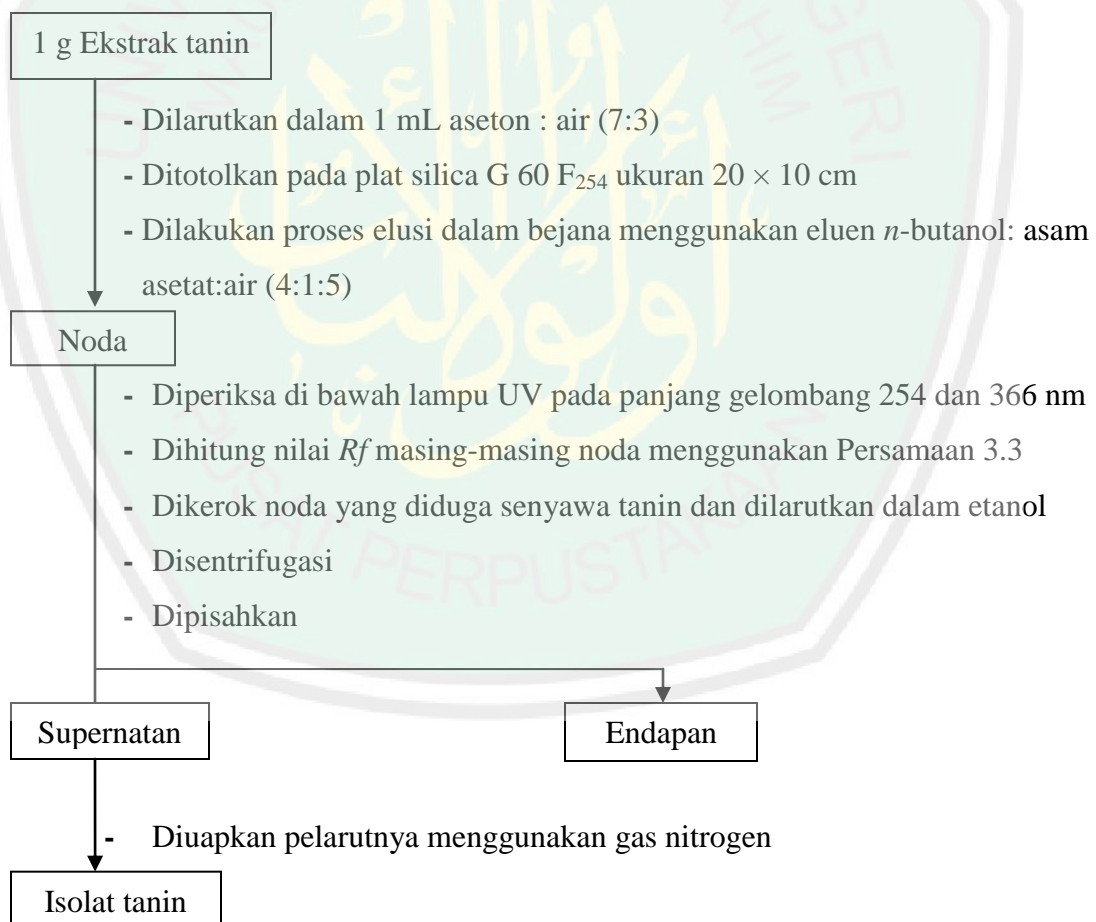 1 g Ekstrak tanin
- Dilarutkan dalam 1 mL aseton : air (7:3)
- Ditotolkan pada plat silica G 60 F254 ukuran 20 × 10 cm
- Dilakukan proses elusi dalam bejana menggunakan eluen n-butanol: asam
asetat:air (4:1:5)
Noda
- Diperiksa di bawah lampu UV pada panjang gelombang 254 dan 366 nm
- Dihitung nilai Rf masing-masing noda menggunakan Persamaan 3.3
- Dikerok noda yang diduga senyawa tanin dan dilarutkan dalam etanol
- Disentrifugasi
- Dipisahkan
PUSAT PERPUSTAKAAN
Supernatan
Endapan
- Diuapkan pelarutnya menggunakan gas nitrogen
Isolat tanin